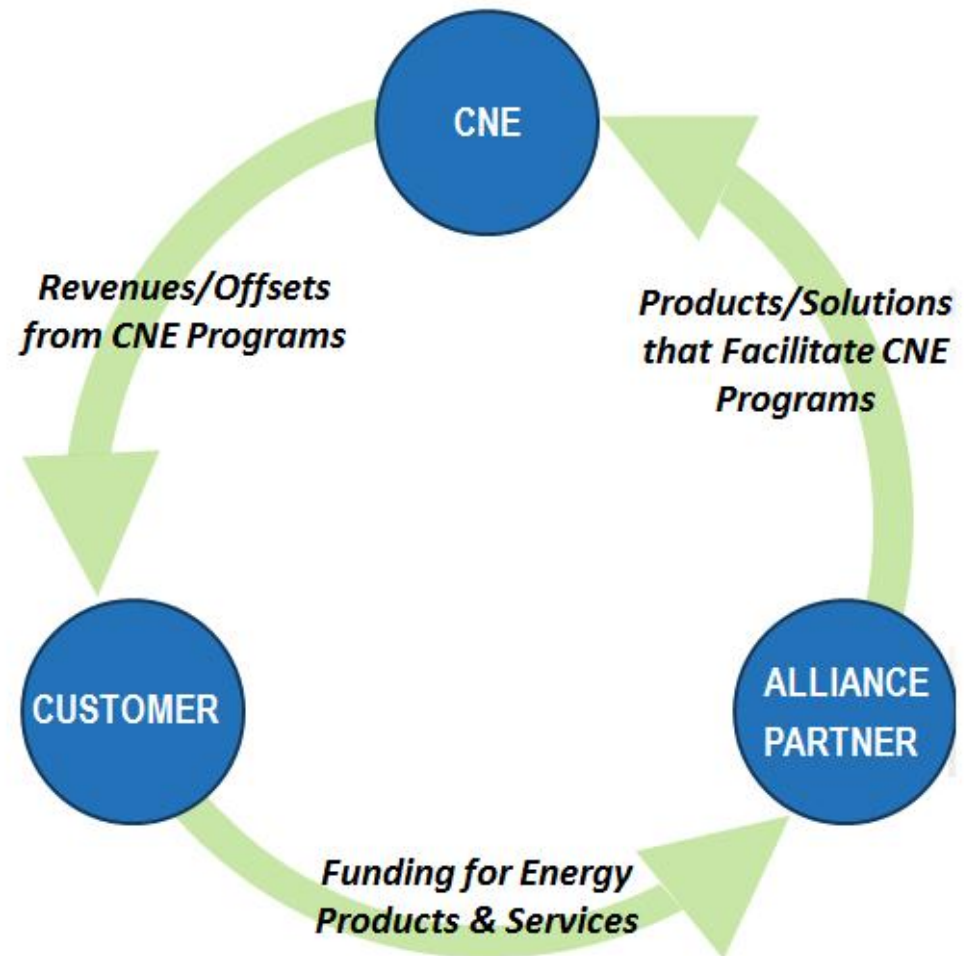 CNE
Revenues/Offsets
from CNE Programs
Products/Solutions
that Facilitate CNE
Programs
CUSTOMER
ALLIANCE
PARTNER
Funding for Energy
Products & Services